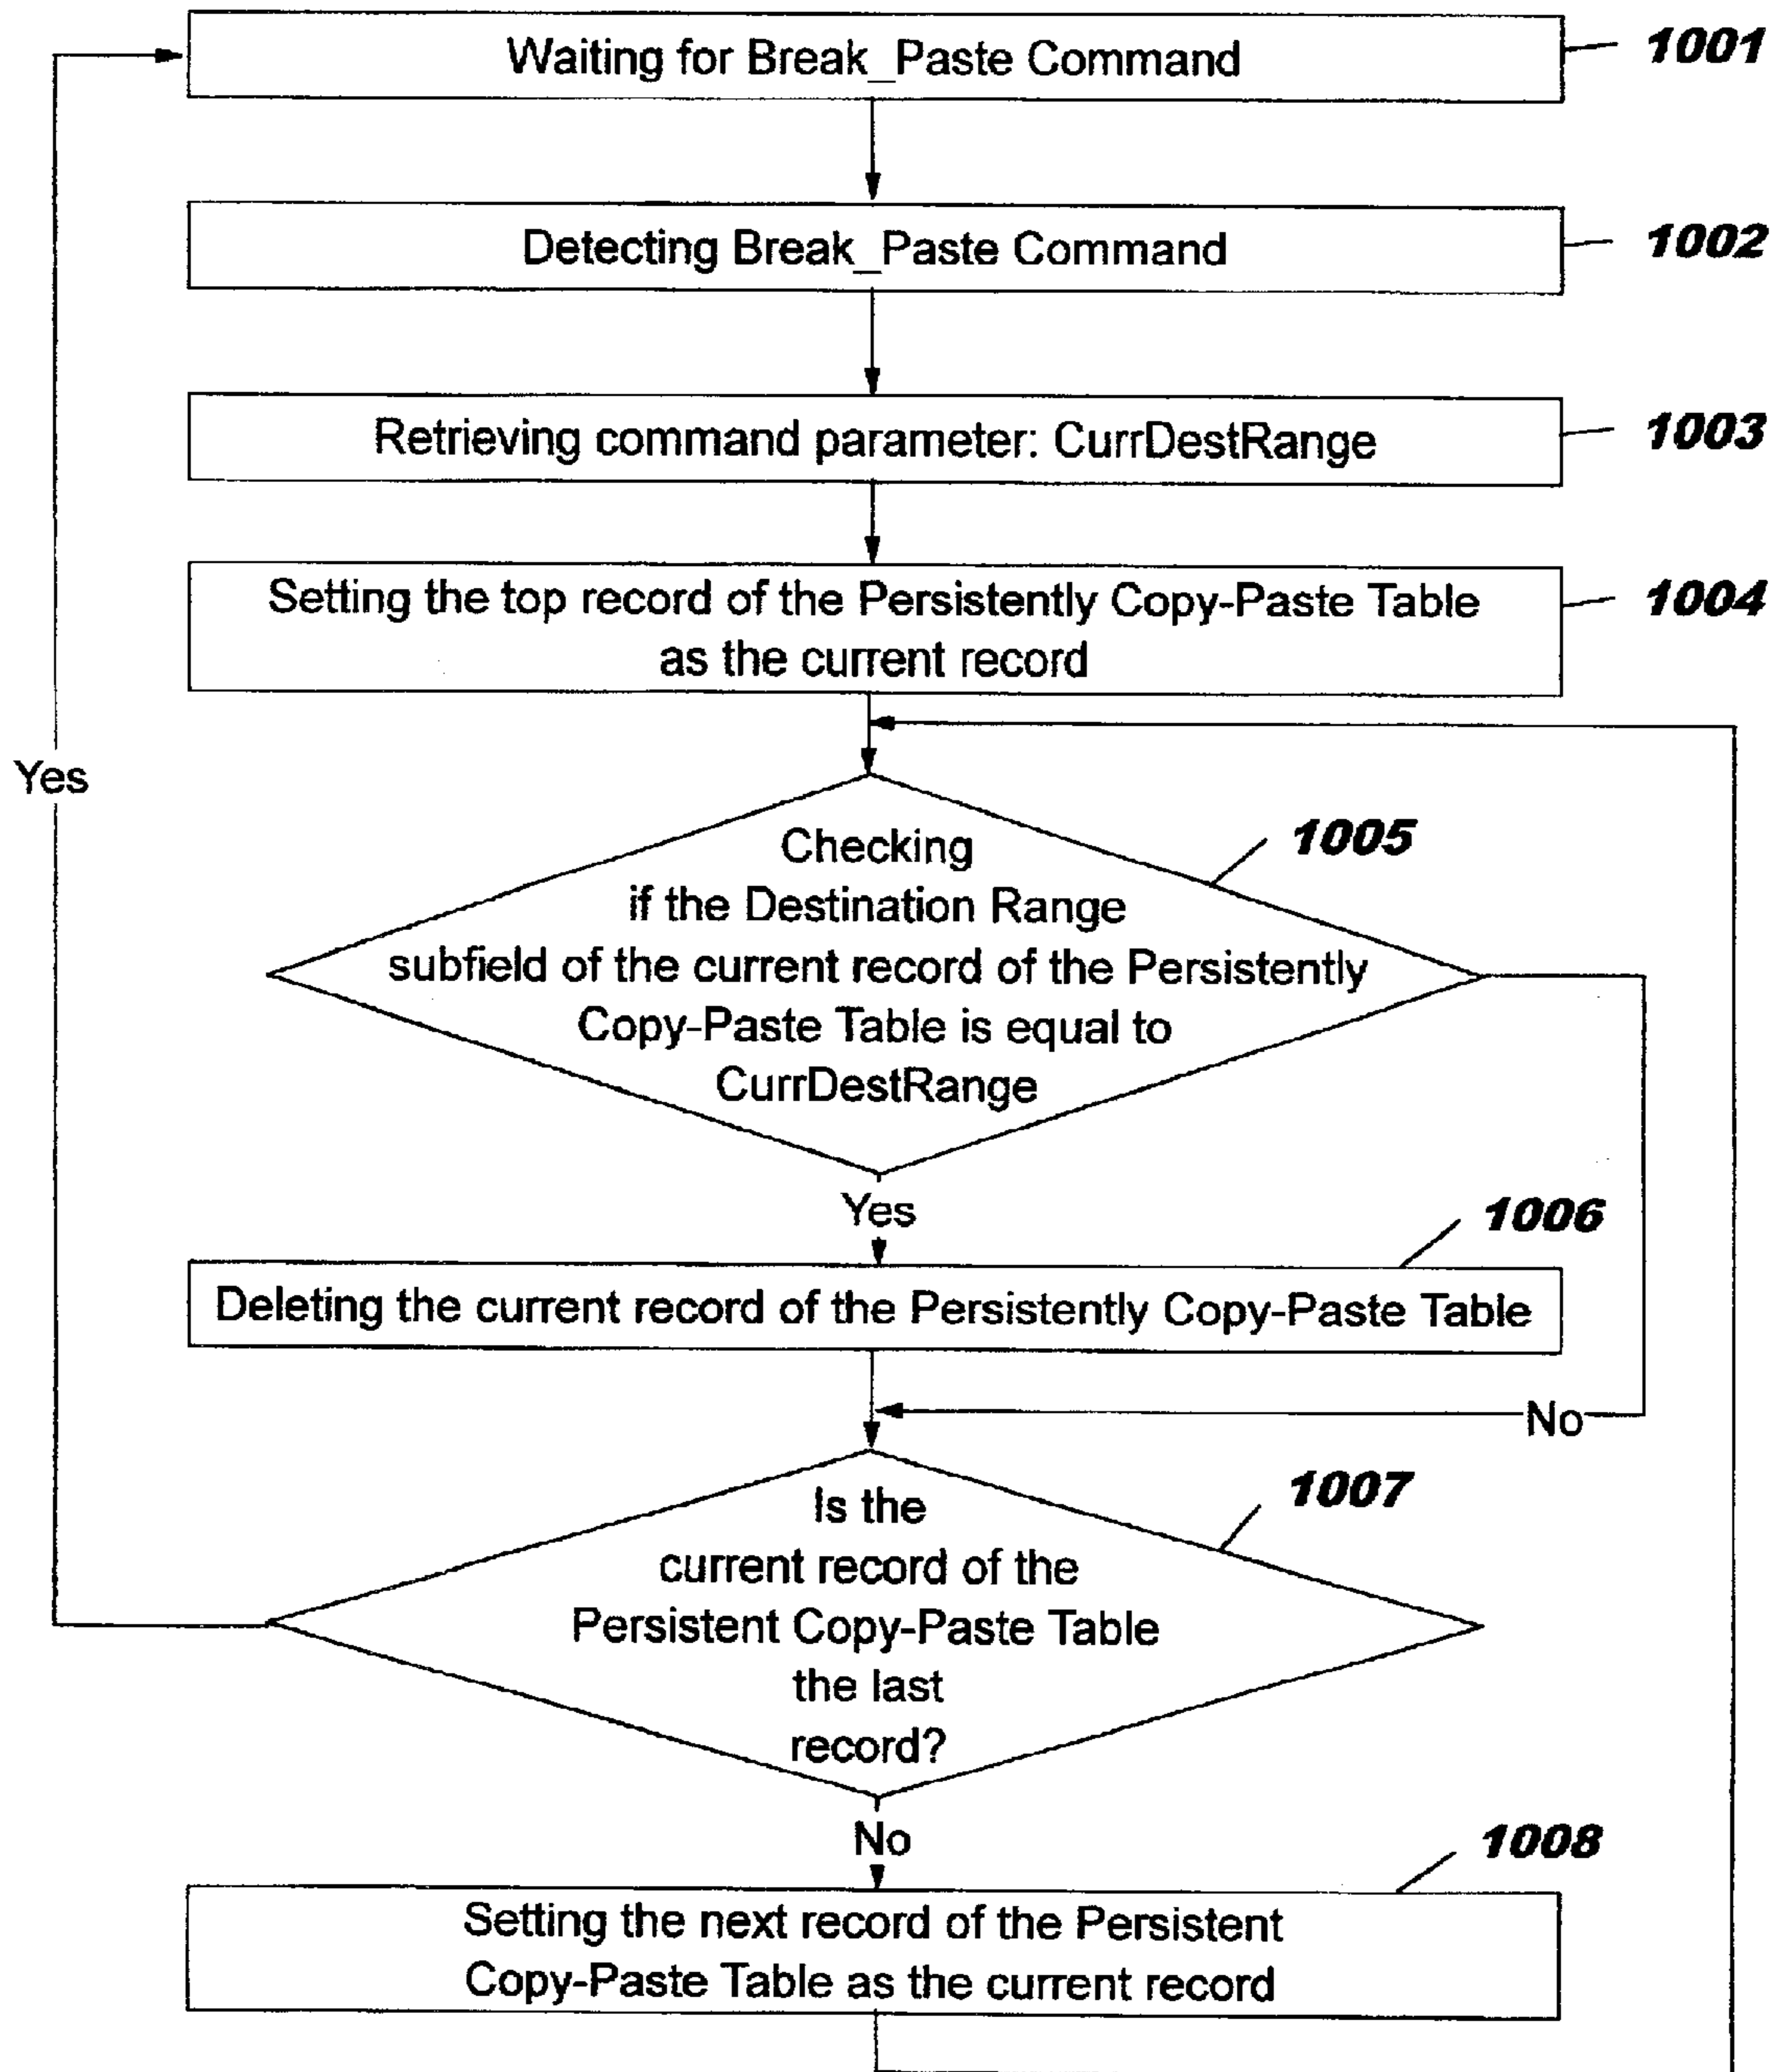 Waiting for Break_Paste Command
1001
Detecting Break_Paste Command
1002
Retrieving command parameter: CurrDestRange
1003
Setting the top record of the Persistently Copy-Paste Table
as the current record
1004
Yes
Checking
if the Destination Range
subfield of the current record of the Persistently
Copy-Paste Table is equal to
CurrDestRange
1005
Yes
1006
Deleting the current record of the Persistently Copy-Paste Table
No
Is the
current record of the
Persistent Copy-Paste Table
the last
record?
1007
No
1008
Setting the next record of the Persistent
Copy-Paste Table as the current record